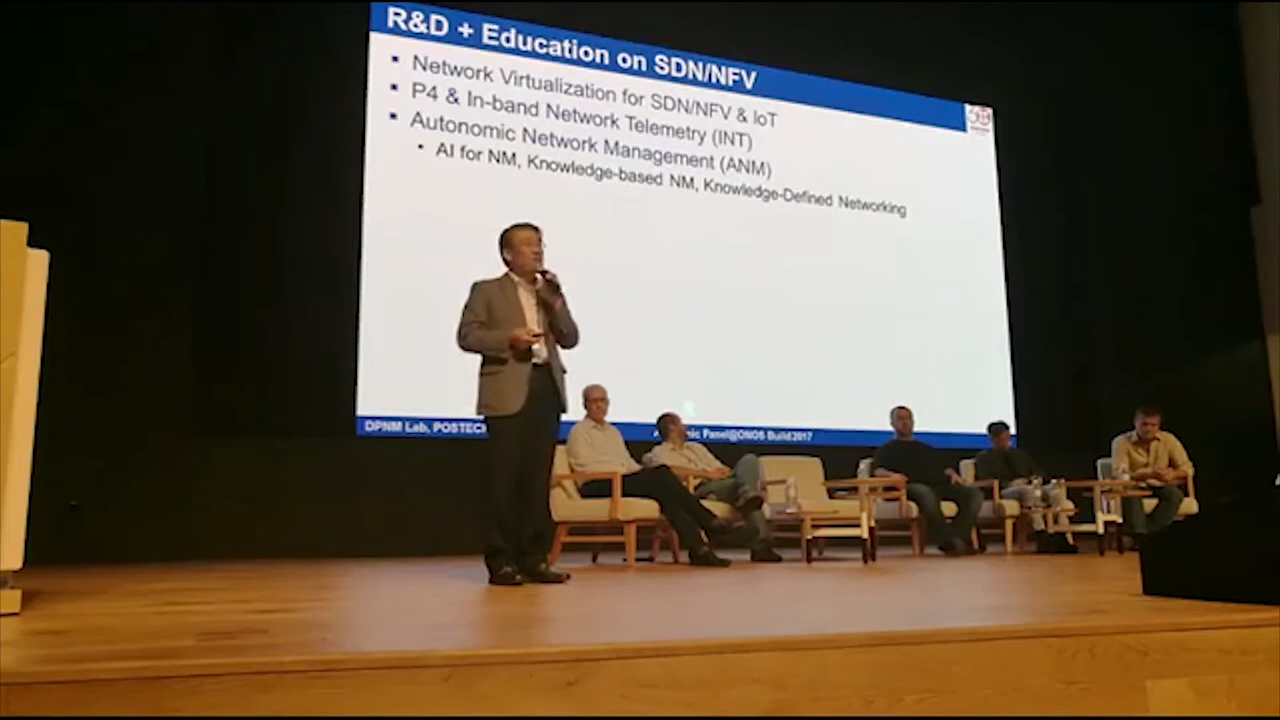 R&D + Education on SDN/NFV
▪ Network Virtualization for SDN/NFV & IoT
▪ P4 & In-band Network Telemetry (INT)
▪ Autonomic Network Management (ANM)
• AI for NM, Knowledge-based NM, Knowledge-Defined Networking
DPNM Lab, POSTECH
Panel@ONOS Build2017